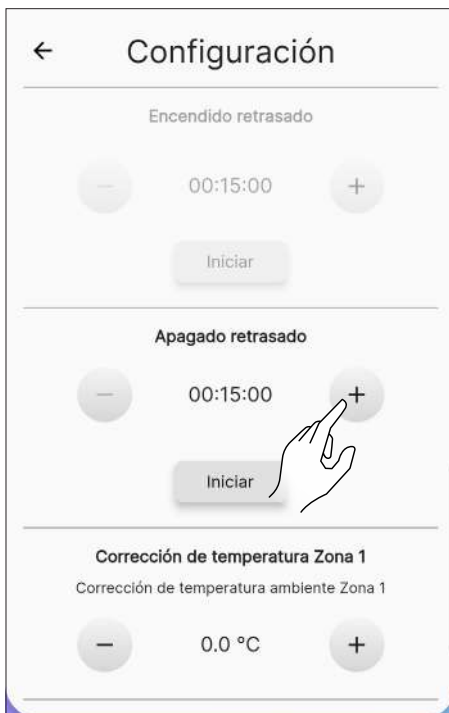 ← Configuración
Encendido retrasado
− 00:15:00 +
Iniciar
Apagado retrasado
− 00:15:00 +
Iniciar
Corrección de temperatura Zona 1
Corrección de temperatura ambiente Zona 1
− 0.0 °C +